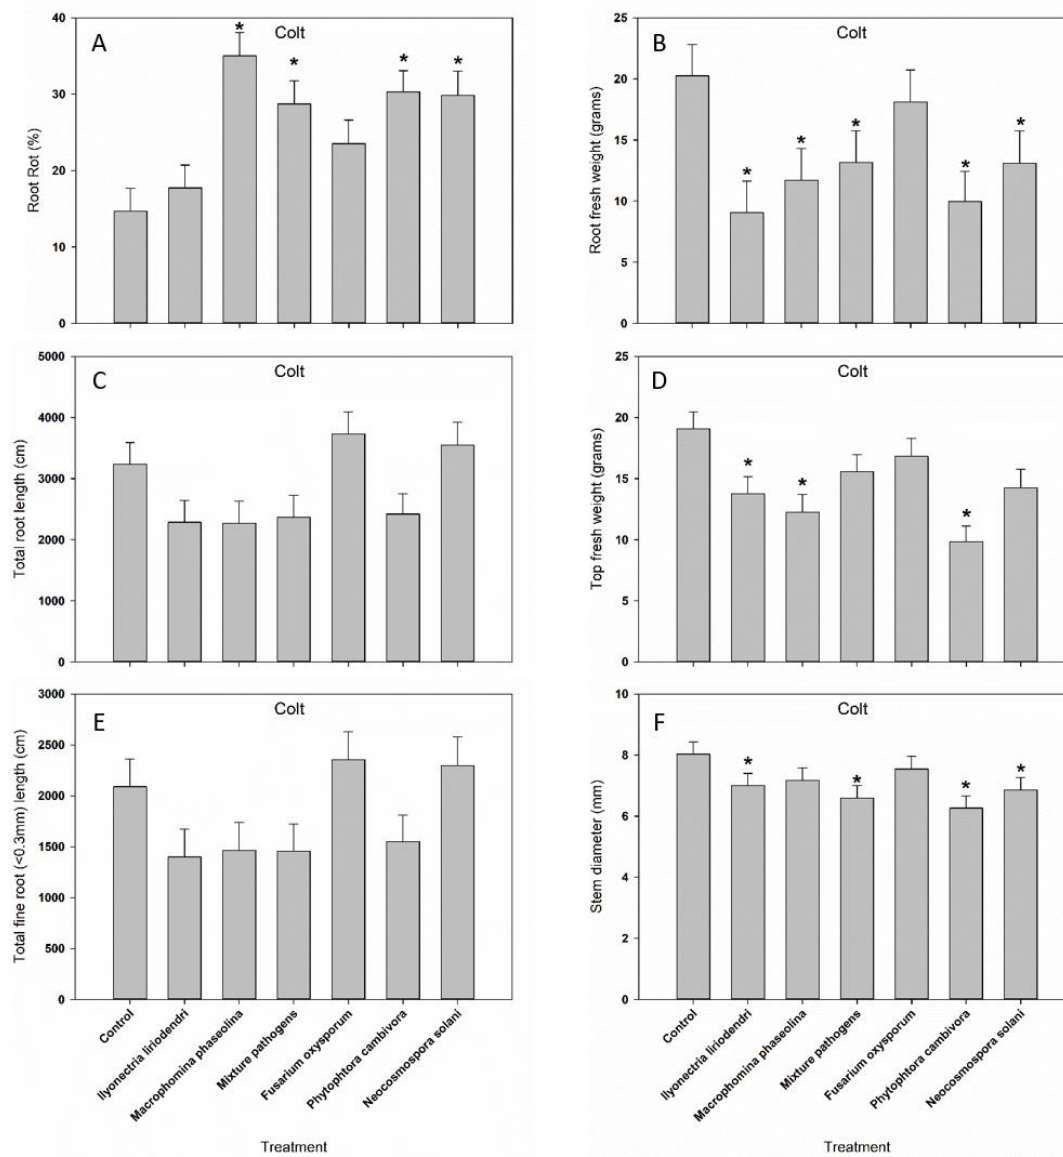 A
Colt
Root Rot (%)
40
30
20
10
0
*
*
*
*
B
Colt
Root fresh weight (grams)
25
20
15
10
5
0
*
*
*
*
*
C
Colt
Total root length (cm)
5000
4000
3000
2000
1000
0
D
Colt
Top fresh weight (grams)
25
20
15
10
5
0
*
*
*
E
Colt
Total fine root (<0.3mm) length (cm)
3000
2500
2000
1500
1000
500
0
Control
Ilyonectria liriodendri
Macrophomina phaseolina
Mixture pathogens
Fusarium oxysporum
Phytophtora cambivora
Neocosmospora solani
Treatment
F
Colt
Stem diameter (mm)
10
8
6
4
2
0
*
*
*
*
Control
Ilyonectria liriodendri
Macrophomina phaseolina
Mixture pathogens
Fusarium oxysporum
Phytophtora cambivora
Neocosmospora solani
Treatment